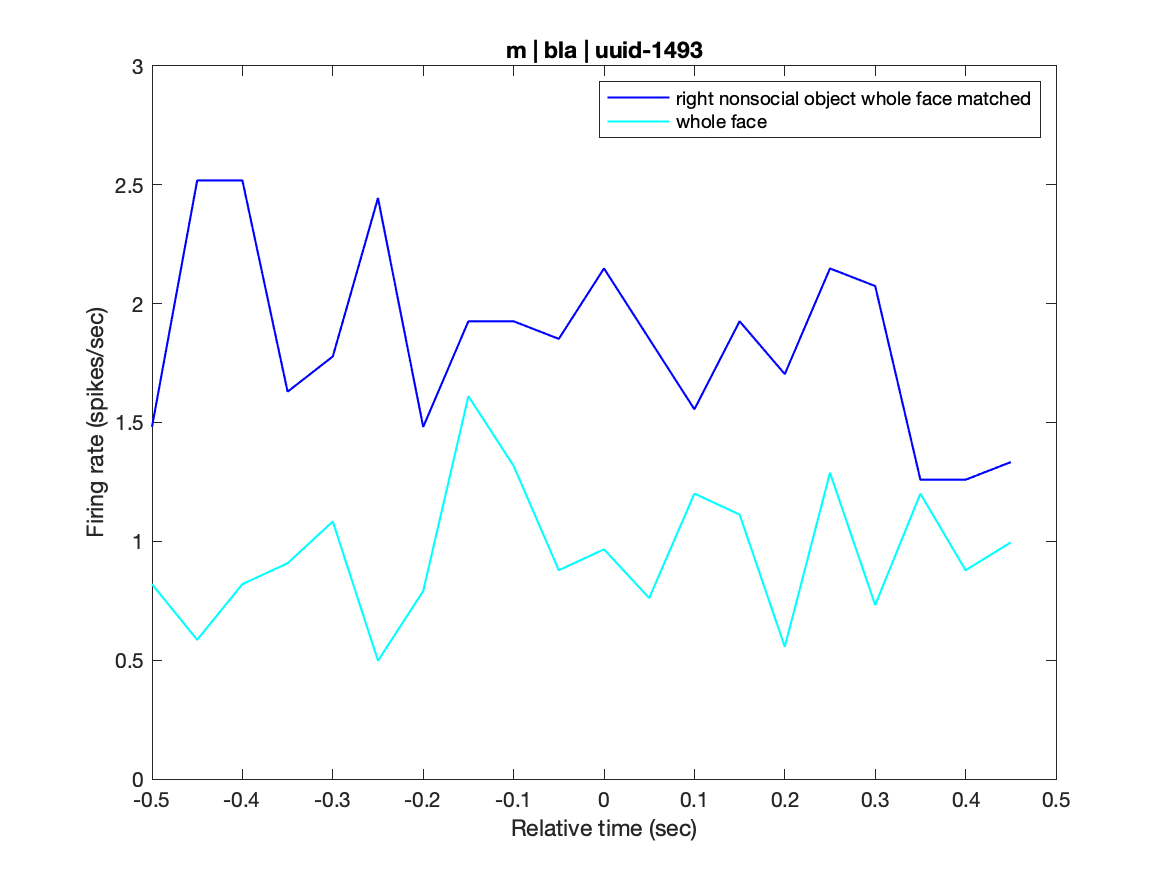 m | bla | uuid-1493
right nonsocial object whole face matched
whole face
Firing rate (spikes/sec)
3
2.5
2
1.5
1
0.5
0
-0.5 -0.4 -0.3 -0.2 -0.1 0 0.1 0.2 0.3 0.4 0.5
Relative time (sec)